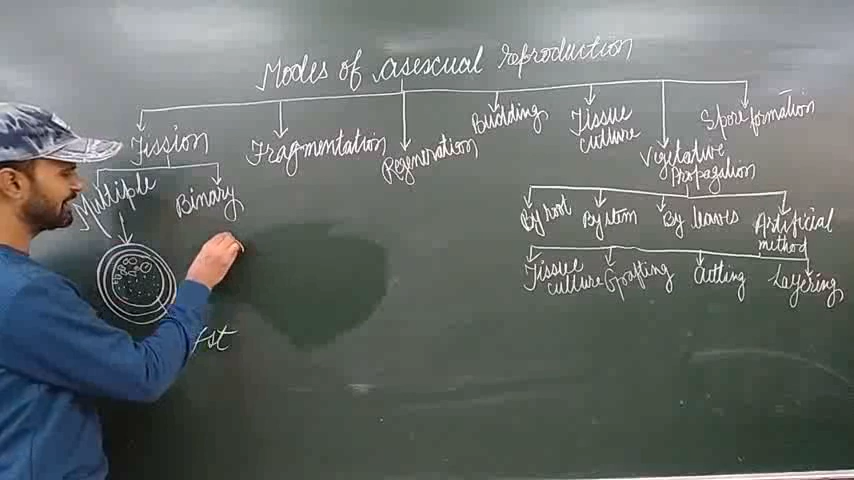 Modes of asexual reproduction
Fission
Fragmentation
Regeneration
Budding
Tissue
culture
Vegetative
Propagation
Spore formation
Multiple
Binary
By root
By stem
By leaves
Artificial
method
Tissue
culture
Grafting
Cutting
Layering